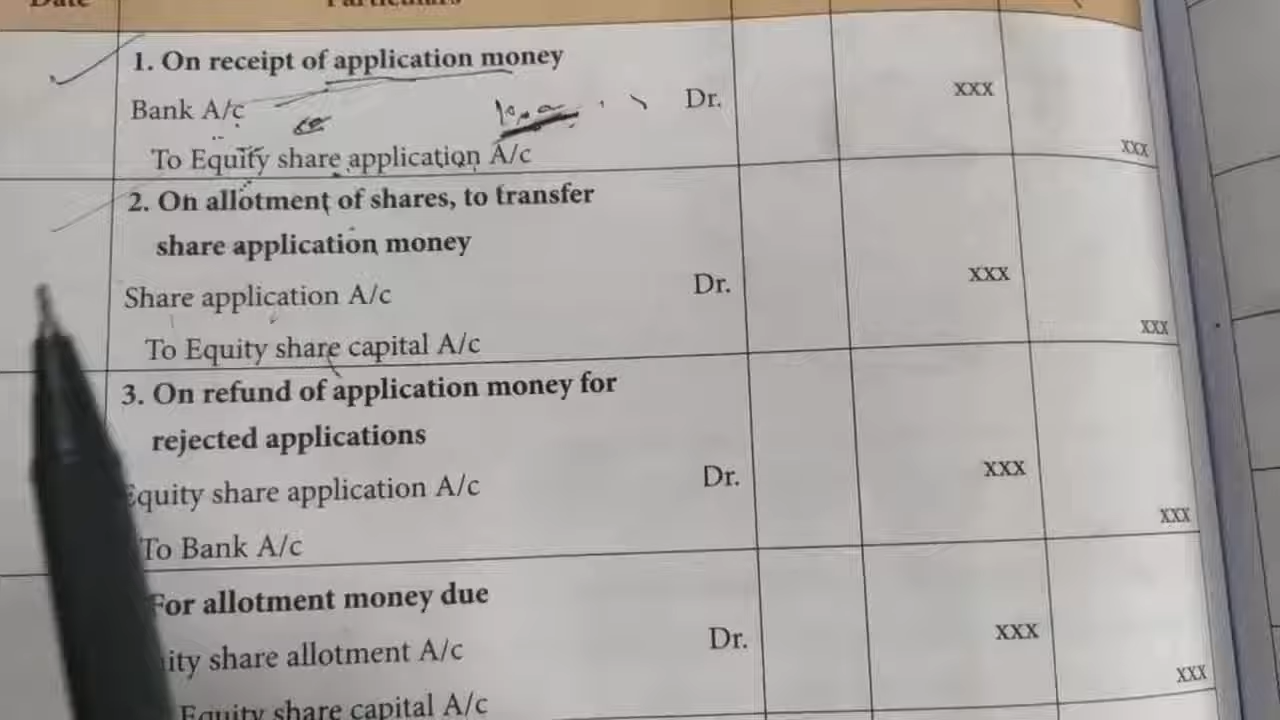 1. On receipt of application money
Bank A/c Dr. xxx
To Equity share application A/c xxx
2. On allotment of shares, to transfer
share application money
Share application A/c Dr. xxx
To Equity share capital A/c xxx
3. On refund of application money for
rejected applications
Equity share application A/c Dr. xxx
To Bank A/c xxx
For allotment money due
share allotment A/c Dr. xxx
Equity share capital A/c xxx